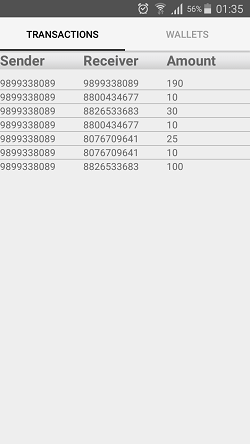 56% 01:35
TRANSACTIONS WALLETS
Sender Receiver Amount
9899338089 9899338089 190
9899338089 8800434677 10
9899338089 8826533683 30
9899338089 8800434677 10
9899338089 8076709641 25
9899338089 8076709641 10
9899338089 8826533683 100